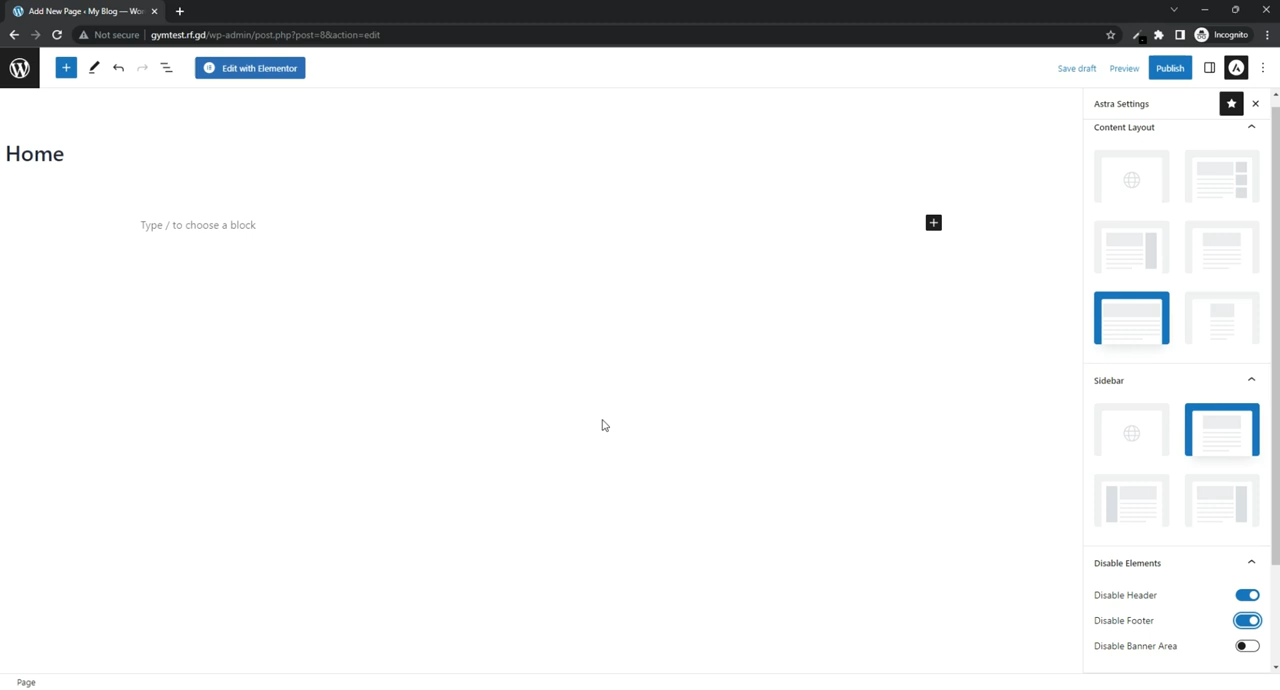 Add New Page ‹ My Blog — Wor
Not secure
gymtest.rf.gd/wp-admin/post.php?post=8&action=edit
Incognito
Edit with Elementor
Save draft
Preview
Publish
Astra Settings
Content Layout
Home
Type / to choose a block
Sidebar
Disable Elements
Disable Header
Disable Footer
Disable Banner Area
Page